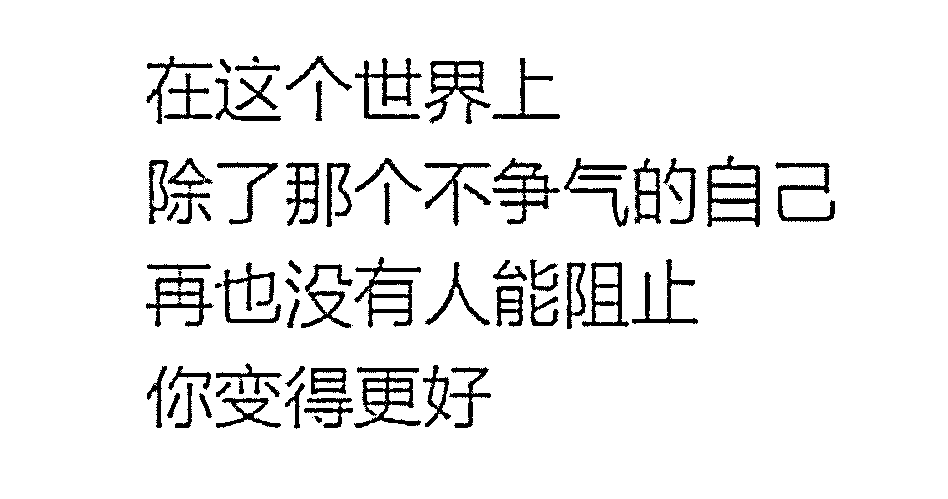 在这个世界上
除了那个不争气的自己
再也没有人能阻止
你变得更好